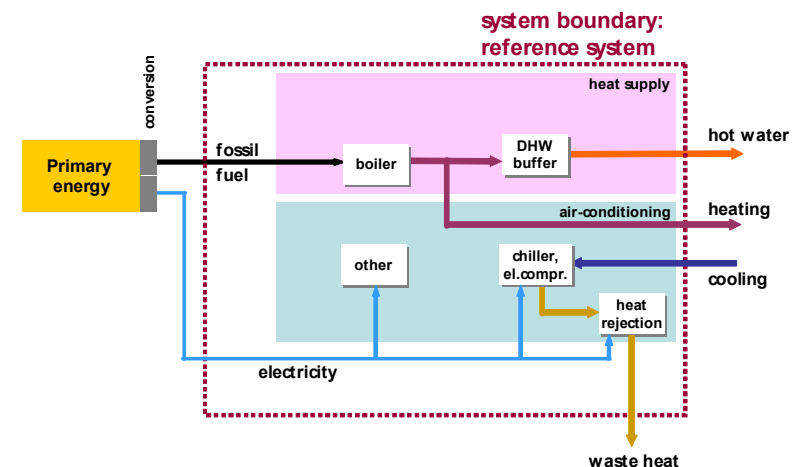 system boundary:
reference system
conversion
heat supply
Primary
energy
fossil
fuel
boiler
DHW
buffer
hot water
air-conditioning
heating
other
chiller,
el.compr.
cooling
heat
rejection
electricity
waste heat